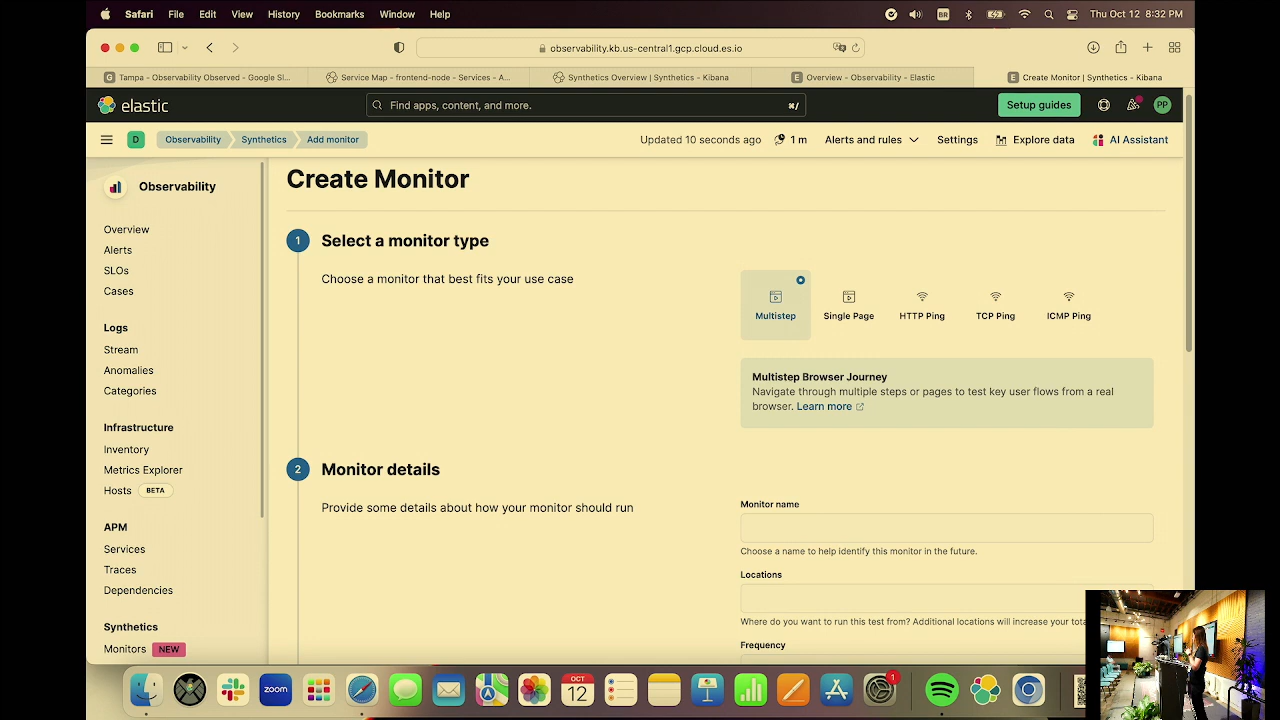 Safari File Edit View History Bookmarks Window Help BR Thu Oct 12 8:32 PM
observability.kb.us-central1.gcp.cloud.es.io
G Tampa - Observability Observed - Google Sl... Service Map - frontend-node - Services - A... Synthetics Overview | Synthetics - Kibana E Overview - Observability - Elastic E Create Monitor | Synthetics - Kibana
elastic Find apps, content, and more. ⌘/ Setup guides PP
D Observability Synthetics Add monitor Updated 10 seconds ago 1 m Alerts and rules Settings Explore data AI Assistant
Observability
Overview
Alerts
SLOs
Cases
Logs
Stream
Anomalies
Categories
Infrastructure
Inventory
Metrics Explorer
Hosts BETA
APM
Services
Traces
Dependencies
Synthetics
Monitors NEW
Create Monitor
1 Select a monitor type
Choose a monitor that best fits your use case
Multistep Single Page HTTP Ping TCP Ping ICMP Ping
Multistep Browser Journey
Navigate through multiple steps or pages to test key user flows from a real
browser. Learn more
2 Monitor details
Provide some details about how your monitor should run
Monitor name
Choose a name to help identify this monitor in the future.
Locations
Where do you want to run this test from? Additional locations will increase your tota
Frequency
zoom
OCT
12
1